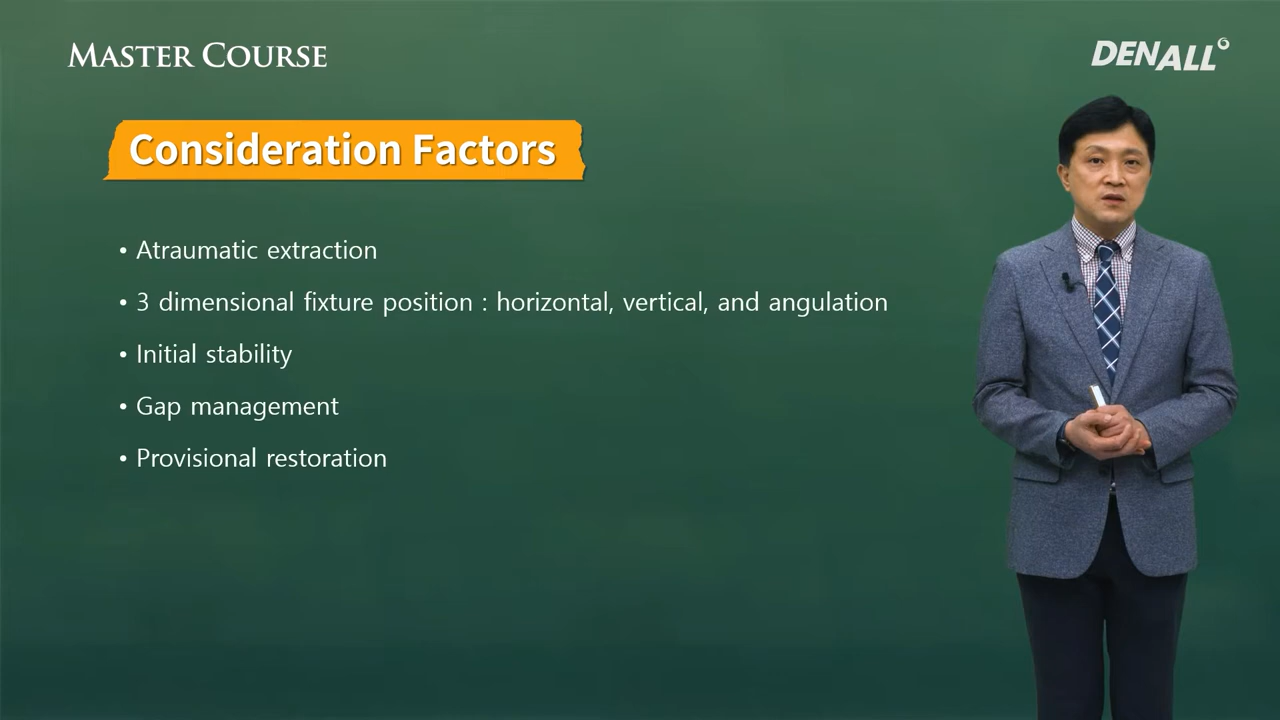 MASTER COURSE
DENALL
Consideration Factors
• Atraumatic extraction
• 3 dimensional fixture position : horizontal, vertical, and angulation
• Initial stability
• Gap management
• Provisional restoration